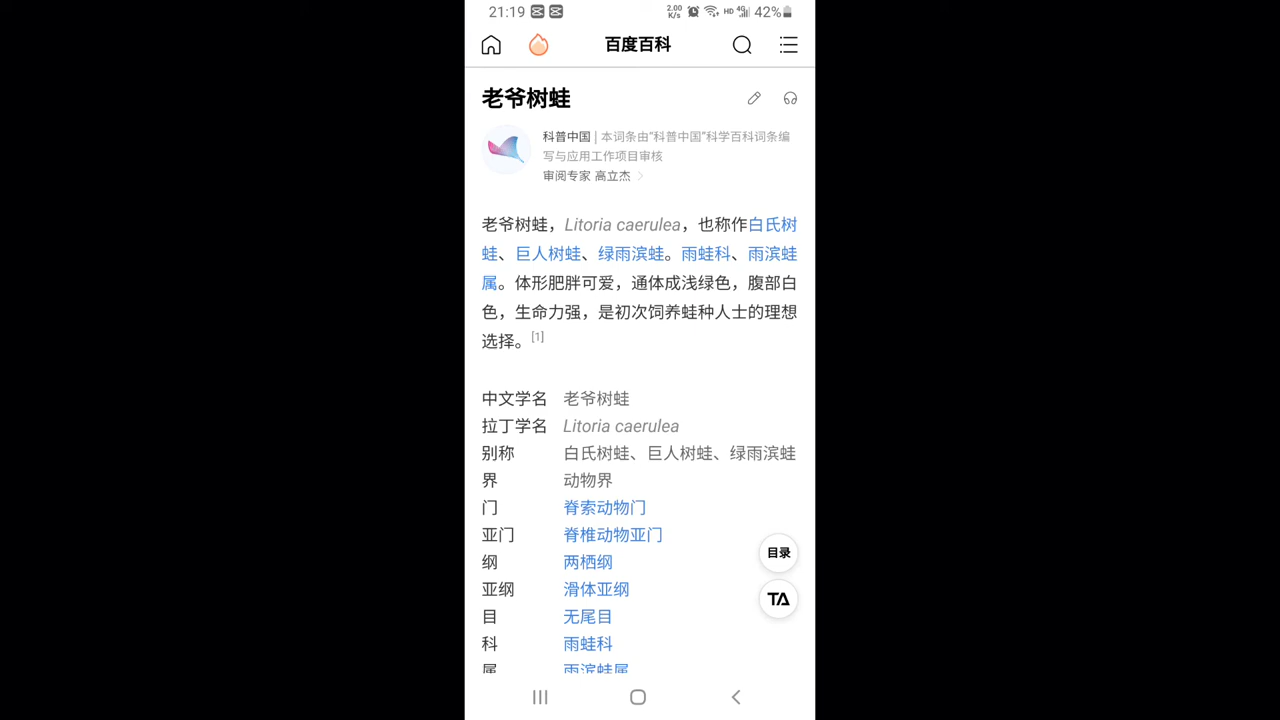 21:19
2.00 K/s HD 4G 42%
百度百科
老爷树蛙
科普中国 | 本词条由“科普中国”科学百科词条编
写与应用工作项目审核
审阅专家 高立杰
老爷树蛙，Litoria caerulea，也称作白氏树
蛙、巨人树蛙、绿雨滨蛙。雨蛙科、雨滨蛙
属。体形肥胖可爱，通体成浅绿色，腹部白
色，生命力强，是初次饲养蛙种人士的理想
选择。[1]
中文学名 老爷树蛙
拉丁学名 Litoria caerulea
别称 白氏树蛙、巨人树蛙、绿雨滨蛙
界 动物界
门 脊索动物门
亚门 脊椎动物亚门
纲 两栖纲
亚纲 滑体亚纲
目 无尾目
科 雨蛙科
属 雨滨蛙属
目录
TA